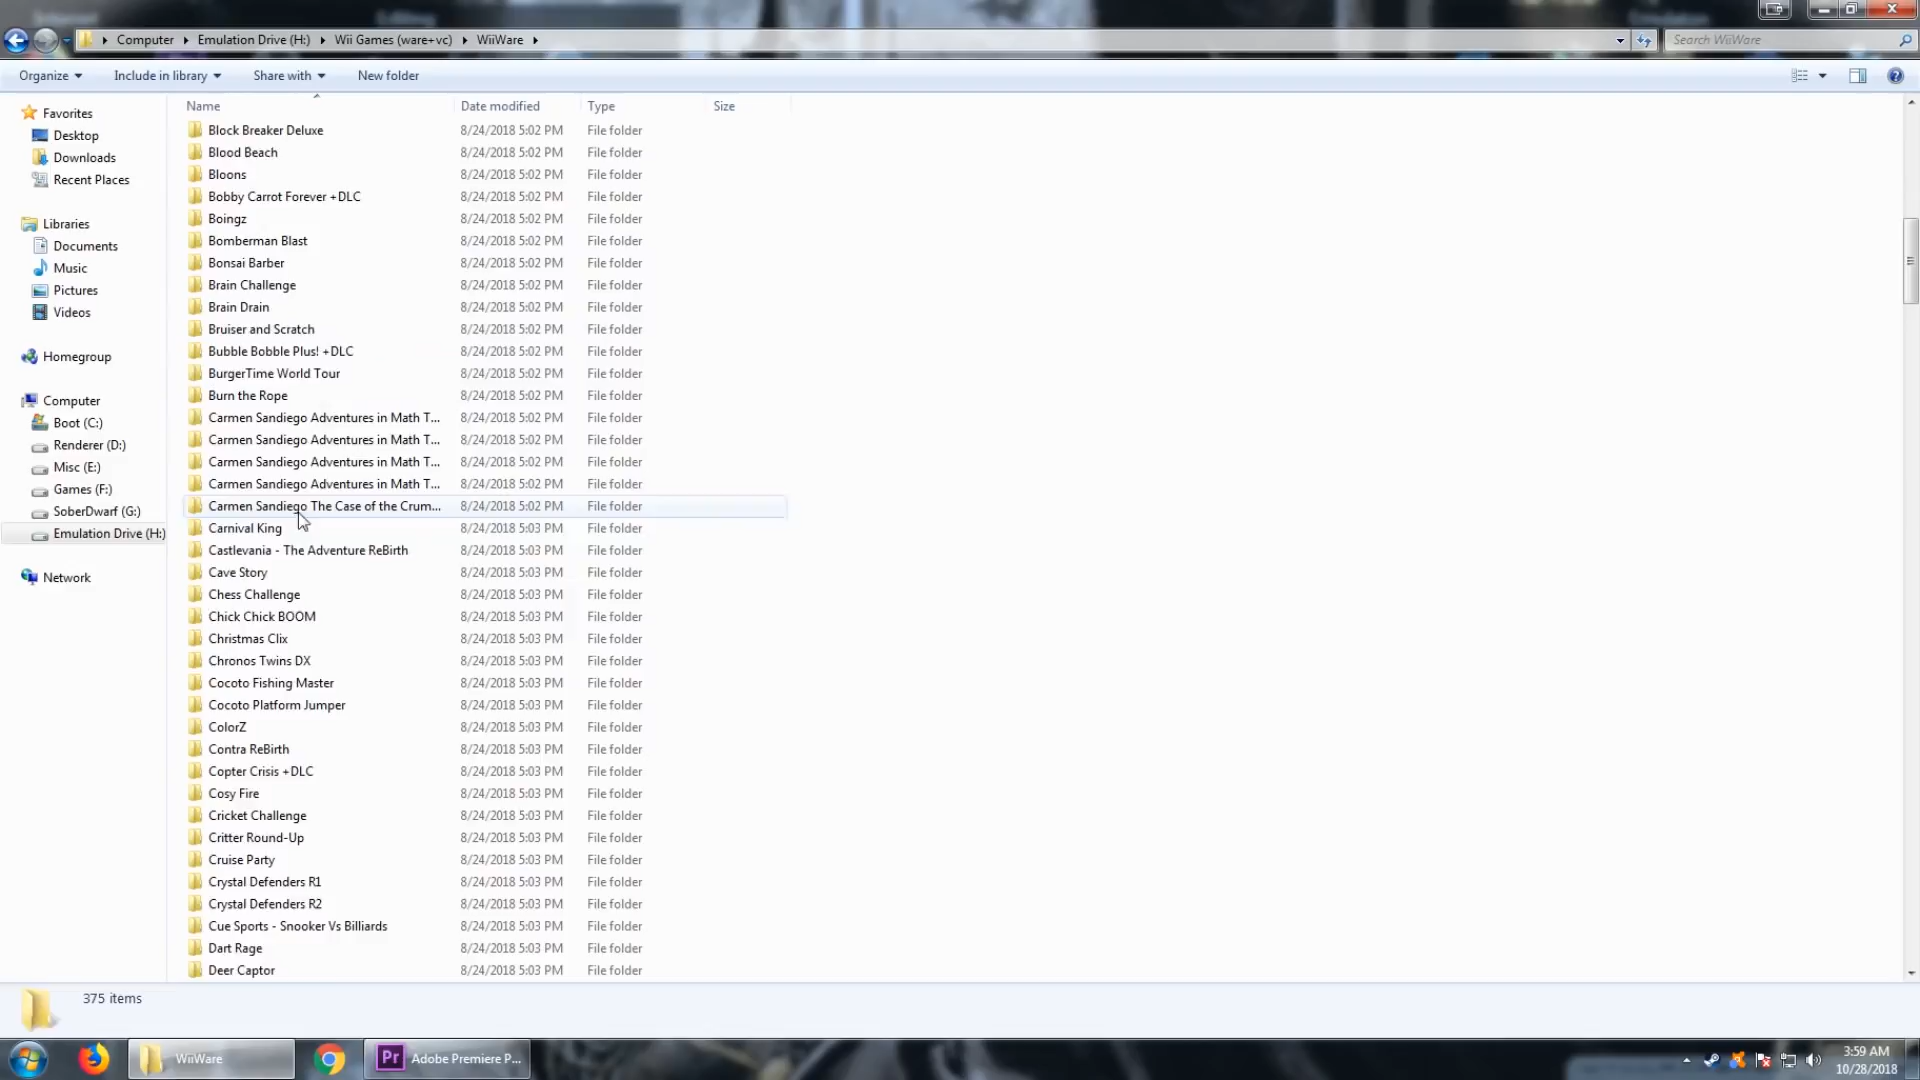 Computer Emulation Drive (H:) Wii Games (ware+vc) WiiWare
Search WiiWare
Organize Include in library Share with New folder
Name Date modified Type Size
Favorites
Desktop
Downloads
Recent Places
Libraries
Documents
Music
Pictures
Videos
Homegroup
Computer
Boot (C:)
Renderer (D:)
Misc (E:)
Games (F:)
SoberDwarf (G:)
Emulation Drive (H:)
Network
Block Breaker Deluxe 8/24/2018 5:02 PM File folder
Blood Beach 8/24/2018 5:02 PM File folder
Bloons 8/24/2018 5:02 PM File folder
Bobby Carrot Forever +DLC 8/24/2018 5:02 PM File folder
Boingz 8/24/2018 5:02 PM File folder
Bomberman Blast 8/24/2018 5:02 PM File folder
Bonsai Barber 8/24/2018 5:02 PM File folder
Brain Challenge 8/24/2018 5:02 PM File folder
Brain Drain 8/24/2018 5:02 PM File folder
Bruiser and Scratch 8/24/2018 5:02 PM File folder
Bubble Bobble Plus! +DLC 8/24/2018 5:02 PM File folder
BurgerTime World Tour 8/24/2018 5:02 PM File folder
Burn the Rope 8/24/2018 5:02 PM File folder
Carmen Sandiego Adventures in Math T... 8/24/2018 5:02 PM File folder
Carmen Sandiego Adventures in Math T... 8/24/2018 5:02 PM File folder
Carmen Sandiego Adventures in Math T... 8/24/2018 5:02 PM File folder
Carmen Sandiego Adventures in Math T... 8/24/2018 5:02 PM File folder
Carmen Sandiego The Case of the Crum... 8/24/2018 5:02 PM File folder
Carnival King 8/24/2018 5:03 PM File folder
Castlevania - The Adventure ReBirth 8/24/2018 5:03 PM File folder
Cave Story 8/24/2018 5:03 PM File folder
Chess Challenge 8/24/2018 5:03 PM File folder
Chick Chick BOOM 8/24/2018 5:03 PM File folder
Christmas Clix 8/24/2018 5:03 PM File folder
Chronos Twins DX 8/24/2018 5:03 PM File folder
Cocoto Fishing Master 8/24/2018 5:03 PM File folder
Cocoto Platform Jumper 8/24/2018 5:03 PM File folder
ColorZ 8/24/2018 5:03 PM File folder
Contra ReBirth 8/24/2018 5:03 PM File folder
Copter Crisis +DLC 8/24/2018 5:03 PM File folder
Cosy Fire 8/24/2018 5:03 PM File folder
Cricket Challenge 8/24/2018 5:03 PM File folder
Critter Round-Up 8/24/2018 5:03 PM File folder
Cruise Party 8/24/2018 5:03 PM File folder
Crystal Defenders R1 8/24/2018 5:03 PM File folder
Crystal Defenders R2 8/24/2018 5:03 PM File folder
Cue Sports - Snooker Vs Billiards 8/24/2018 5:03 PM File folder
Dart Rage 8/24/2018 5:03 PM File folder
Deer Captor 8/24/2018 5:03 PM File folder
375 items
WiiWare
Pr Adobe Premiere P...
3:59 AM
10/28/2018